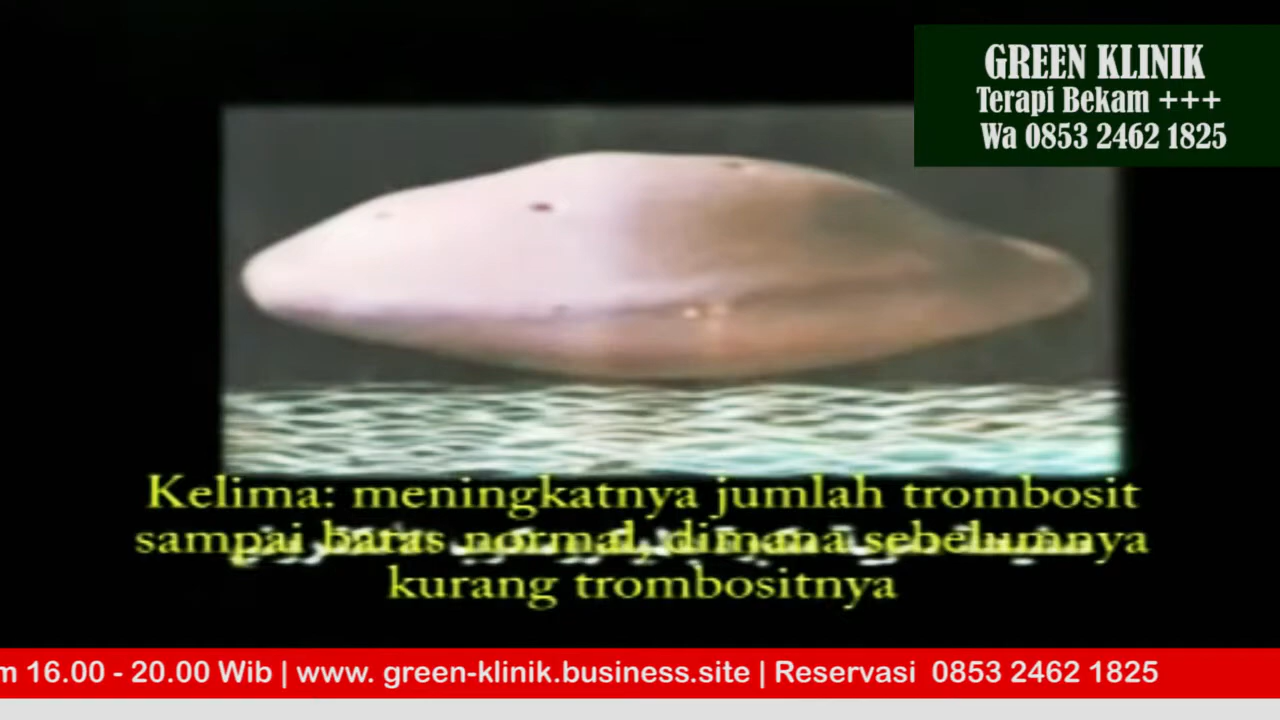 GREEN KLINIK
Terapi Bekam +++
Wa 0853 2462 1825
Kelima: meningkatnya jumlah trombosit
sampai batas normal, dimana sebelumnya
kurang trombositnya
m 16.00 - 20.00 Wib | www. green-klinik.business.site | Reservasi 0853 2462 1825